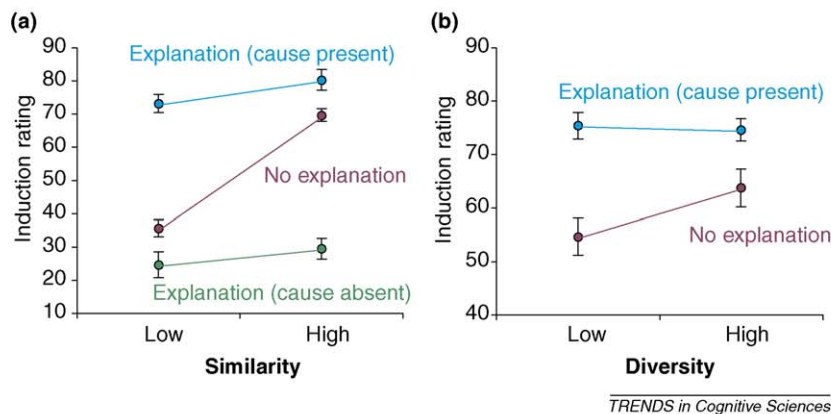 (a)
Induction rating
90
80
70
60
50
40
30
20
10
Explanation (cause present)
No explanation
Explanation (cause absent)
Low
High
Similarity
(b)
Induction rating
90
80
70
60
50
40
Explanation (cause present)
No explanation
Low
High
Diversity
TRENDS in Cognitive Sciences